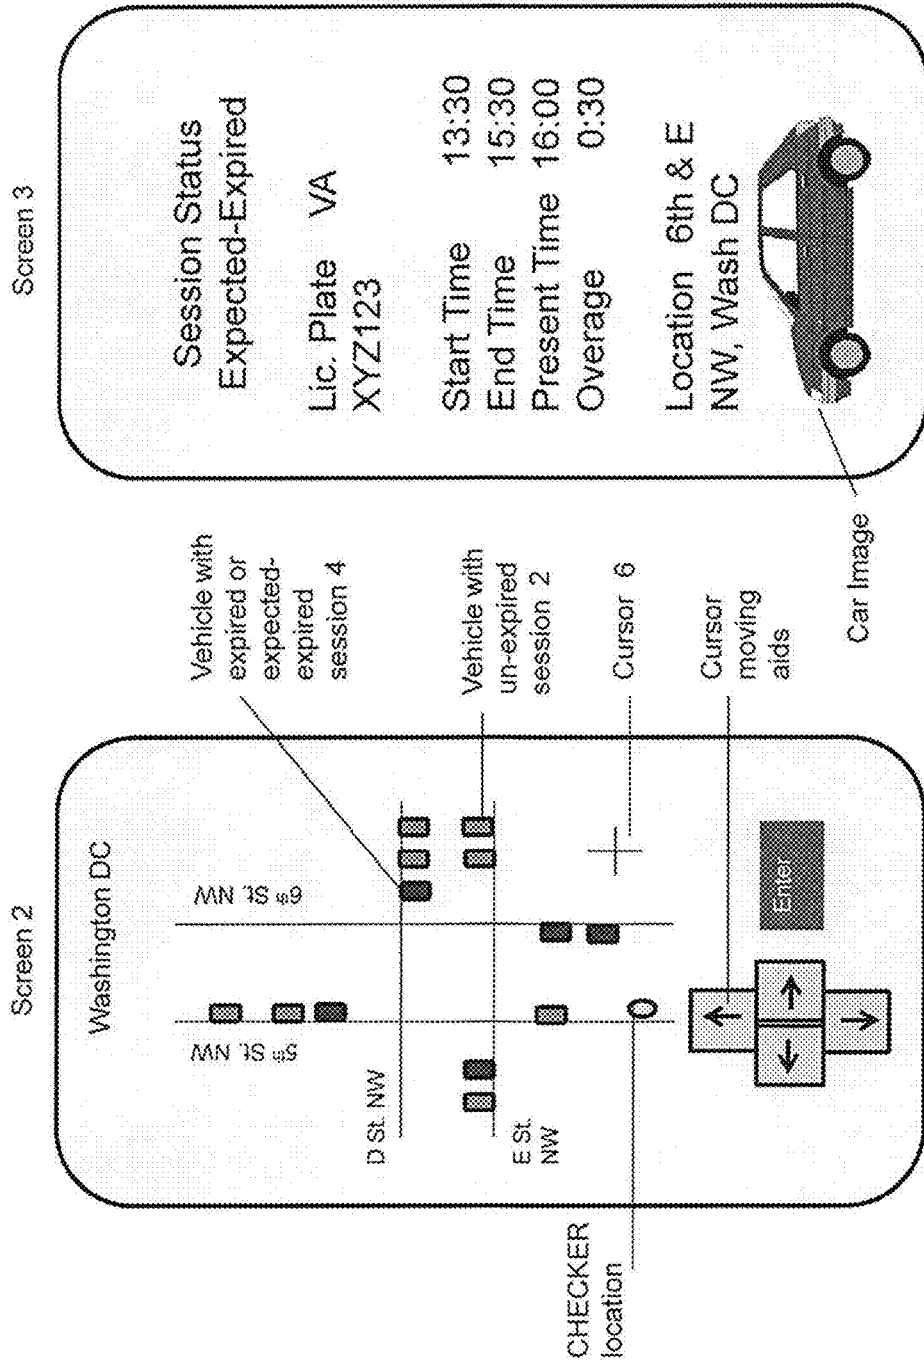 Screen 2
Washington DC
5th St. NW
6th St. NW
D St. NW
E St.
NW
Enter
CHECKER
location
Vehicle with
expired or
expected-
expired
session 4
Vehicle with
un-expired
session 2
Cursor 6
Cursor
moving
aids
Screen 3
Session Status
Expected-Expired
Lic. Plate VA
XYZ123
Start Time 13:30
End Time 15:30
Present Time 16:00
Overage 0:30
Location 6th & E
NW, Wash DC
Car Image